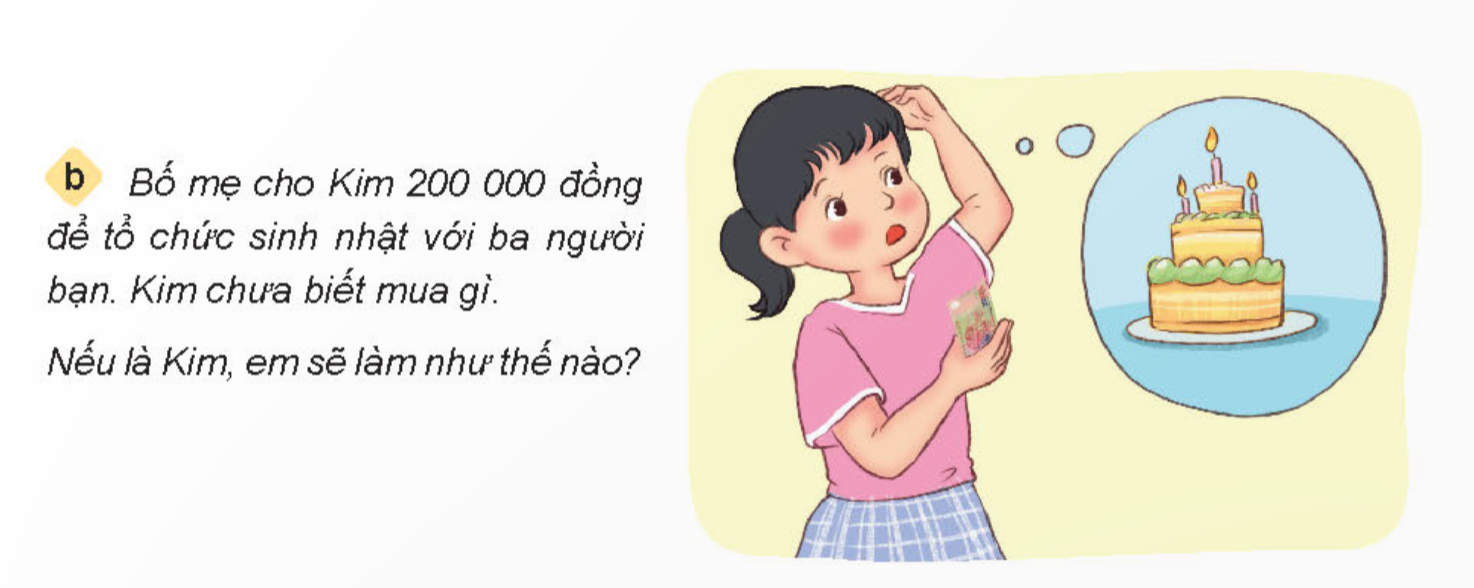 b Bố mẹ cho Kim 200 000 đồng
để tổ chức sinh nhật với ba người
bạn. Kim chưa biết mua gì.
Nếu là Kim, em sẽ làm như thế nào?